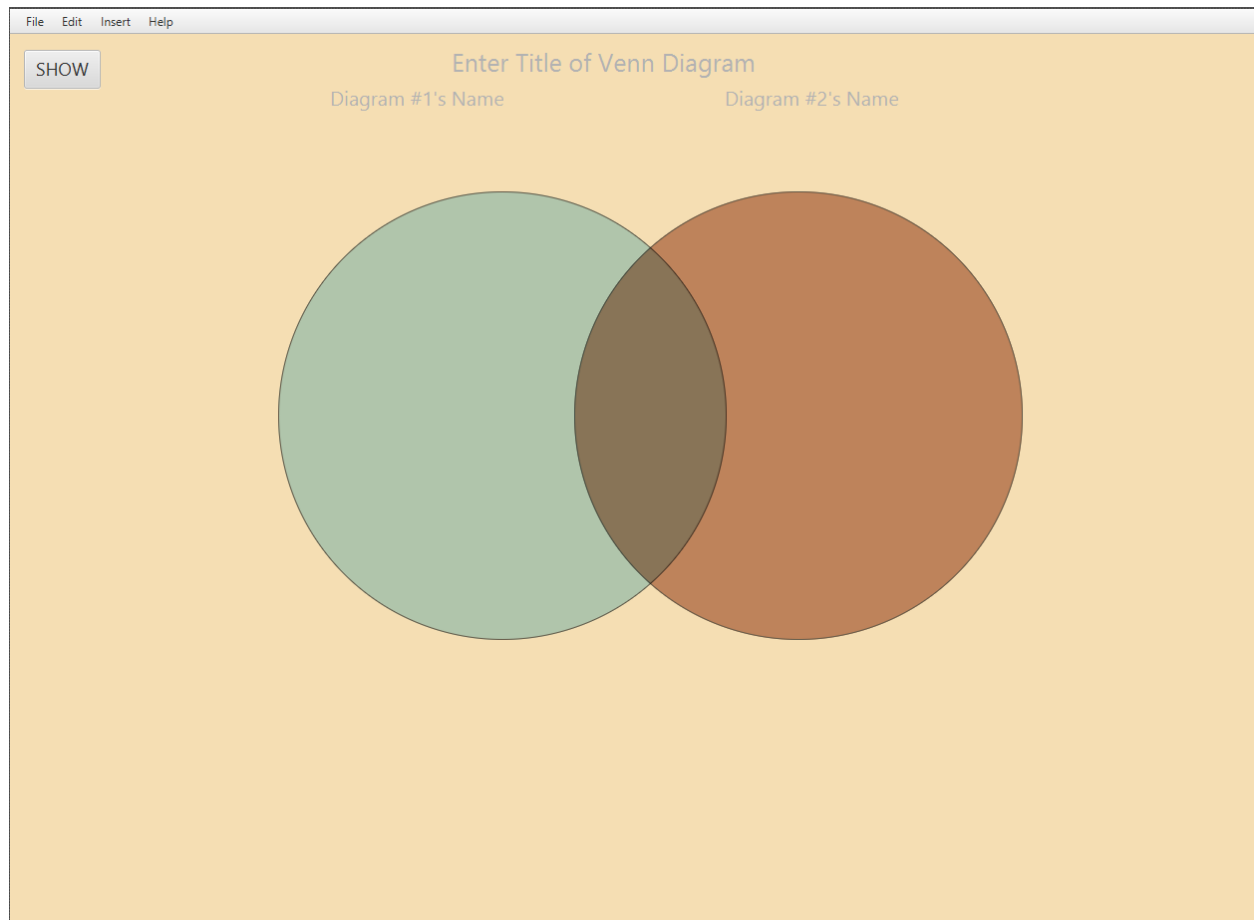 File Edit Insert Help
SHOW
Enter Title of Venn Diagram
Diagram #1's Name Diagram #2's Name